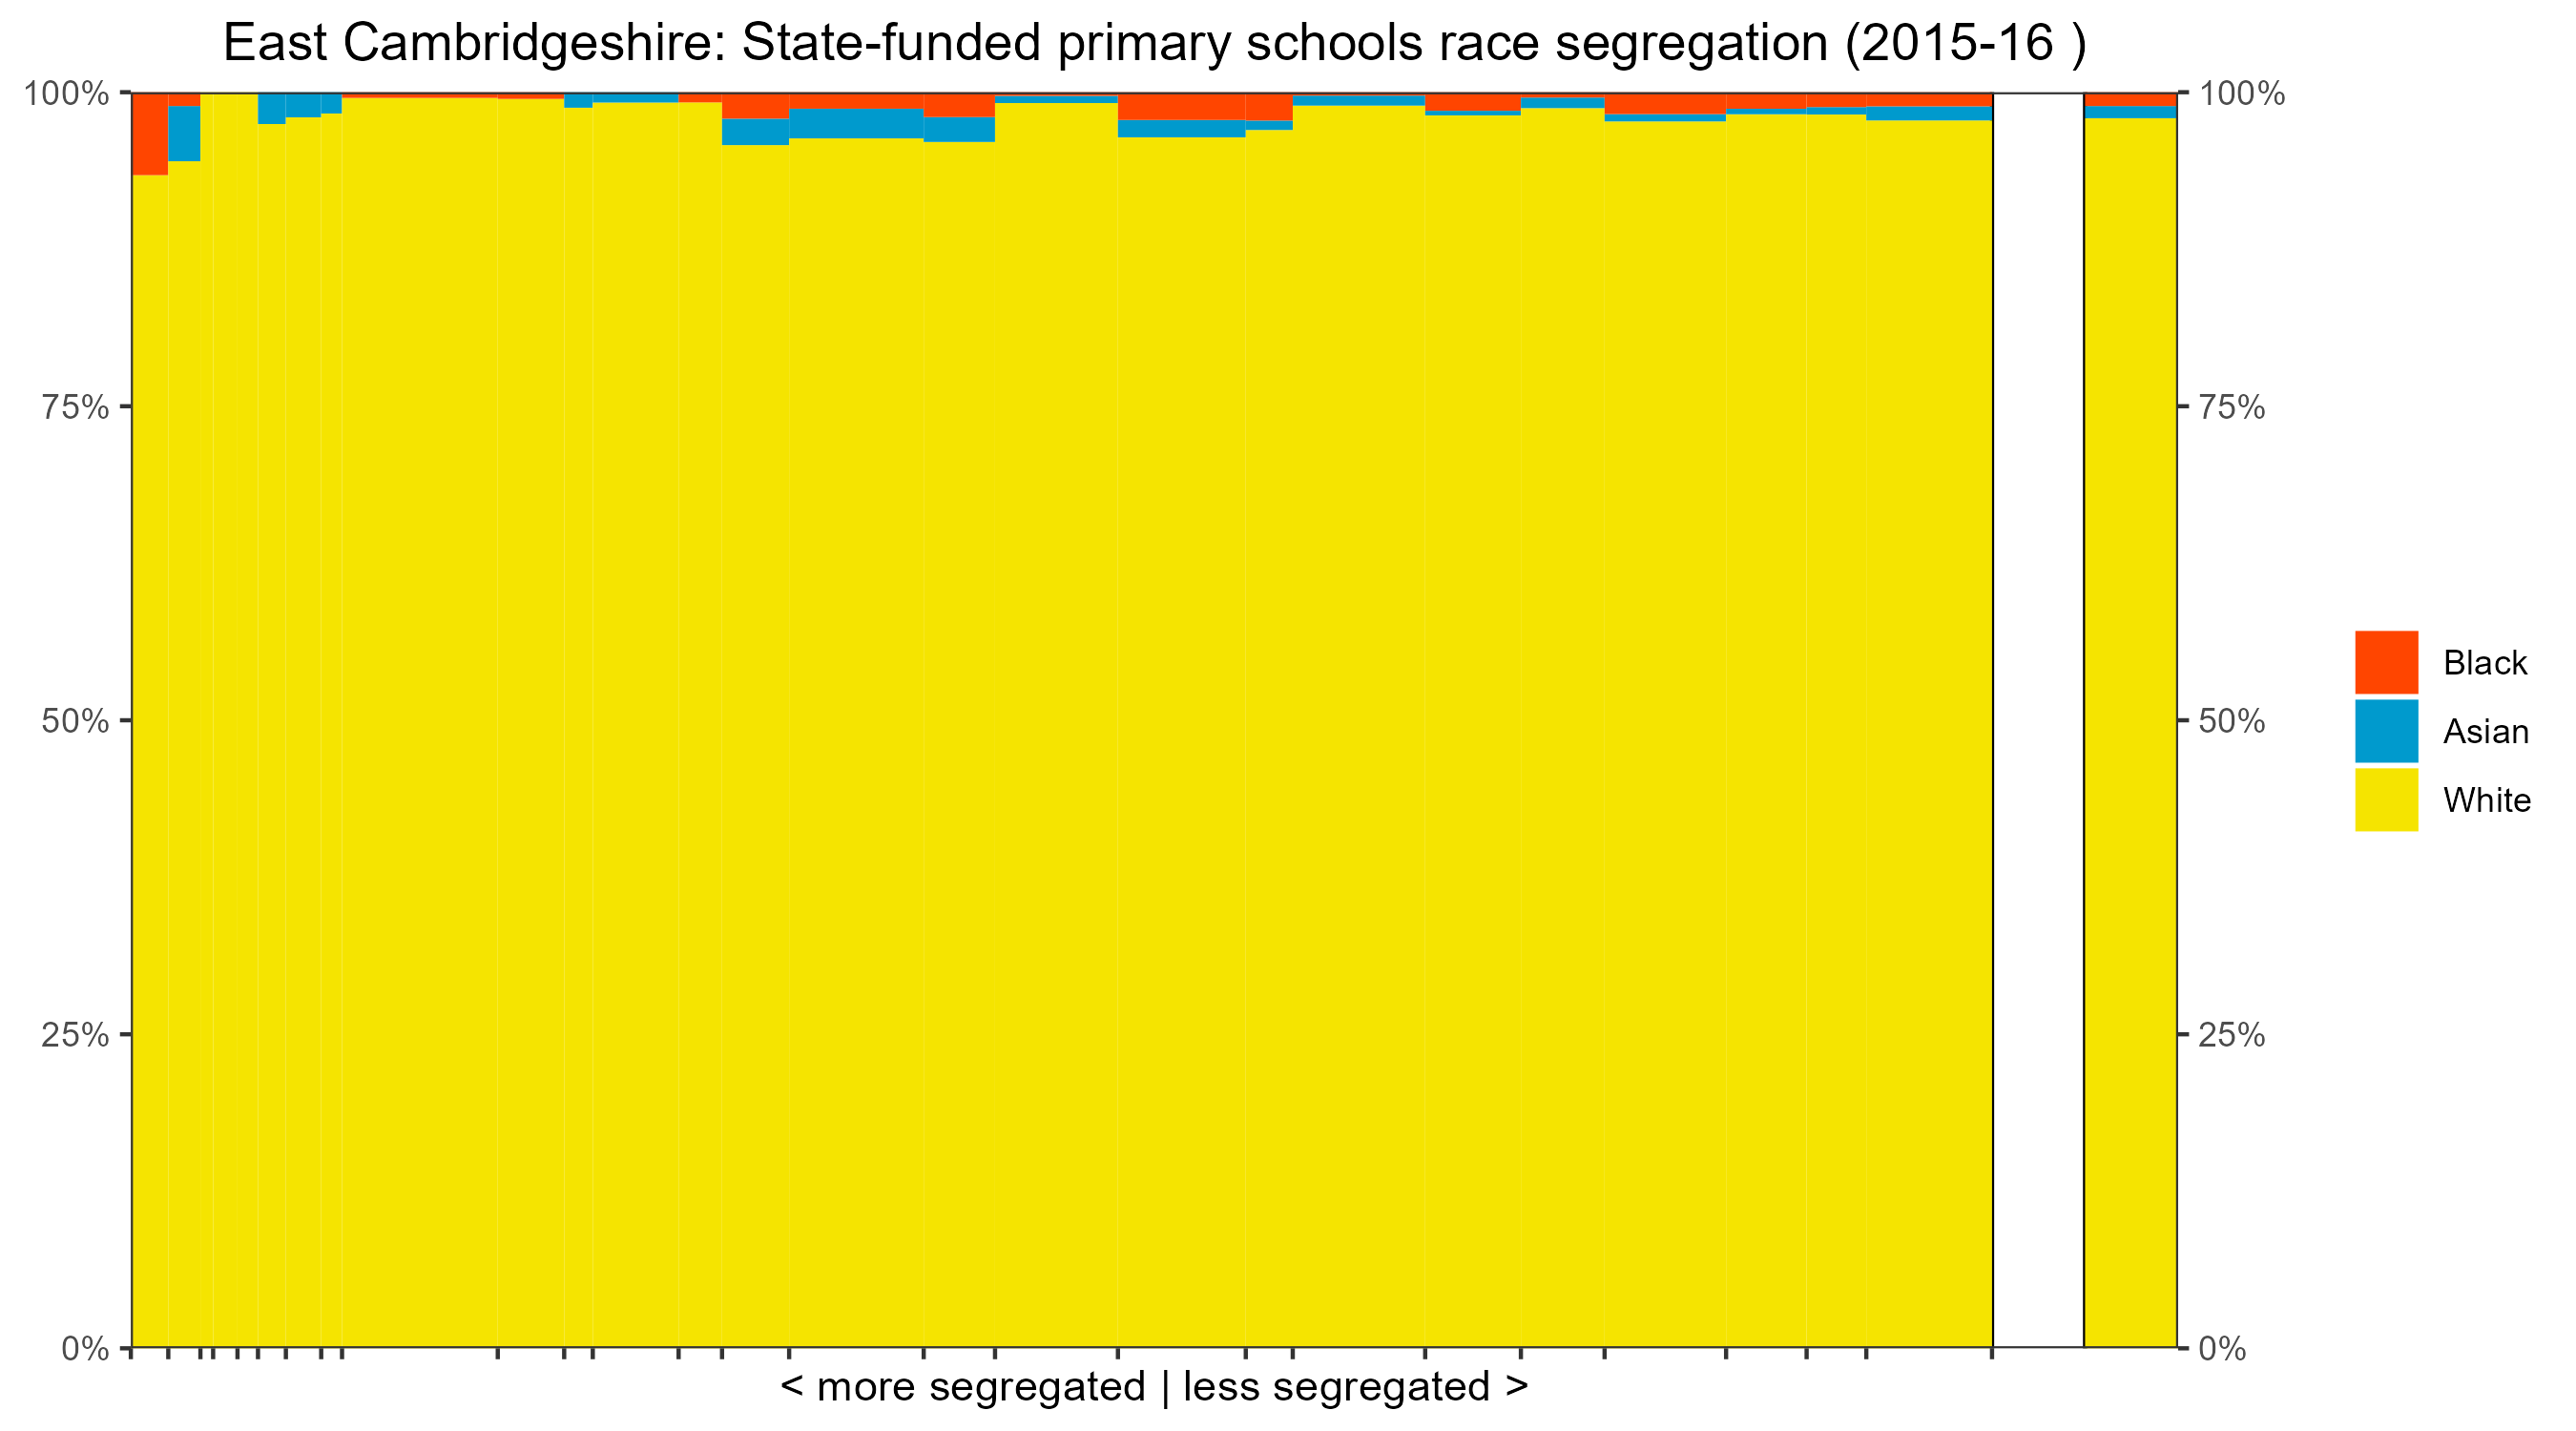 East Cambridgeshire: State-funded primary schools race segregation (2015-16 )
100%
75%
50%
25%
0%
100%
75%
50%
25%
0%
< more segregated | less segregated >
Black
Asian
White